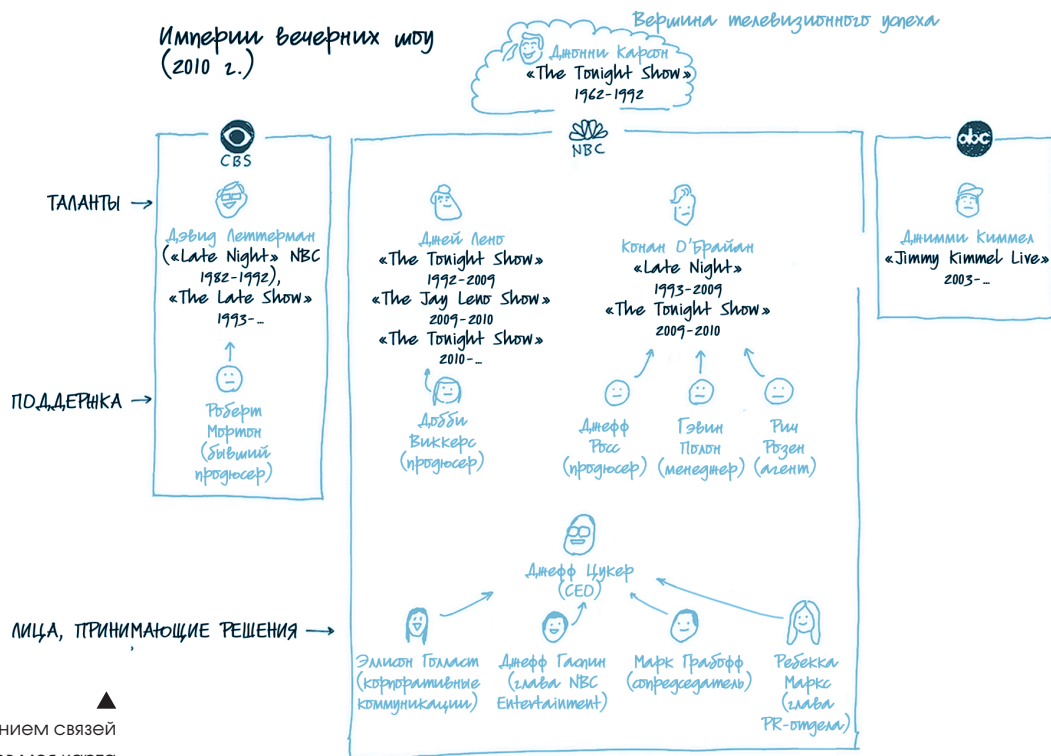 Империи вечерних шоу
(2010 г.)
Вершина телевизионного успеха
Джонни Карсон
«The Tonight Show»
1962-1992
CBS
NBC
abc
ТАЛАНТЫ
Дэвид Леттерман
(«Late Night» NBC
1982-1992),
«The Late Show»
1993-...
Джей Лено
«The Tonight Show»
1992-2009
«The Jay Leno Show»
2009-2010
«The Tonight Show»
2010-...
Конан О'Брайан
«Late Night»
1993-2009
«The Tonight Show»
2009-2010
Джимми Киммел
«Jimmy Kimmel Live»
2003-...
ПОДДЕРЖКА
Роберт
Мортон
(бывший
продюсер)
Добби
Виккерс
(продюсер)
Джефф
Росс
(продюсер)
Гэвин
Полон
(менеджер)
Рич
Розен
(агент)
Джефф Цукер
(CEO)
ЛИЦА, ПРИНИМАЮЩИЕ РЕШЕНИЯ
Эллисон Голласт
(корпоративные
коммуникации)
Джефф Гаспин
(глава NBC
Entertainment)
Марк Грабофф
(сопредседатель)
Ребекка
Маркс
(глава
PR-отдела)
нием связей